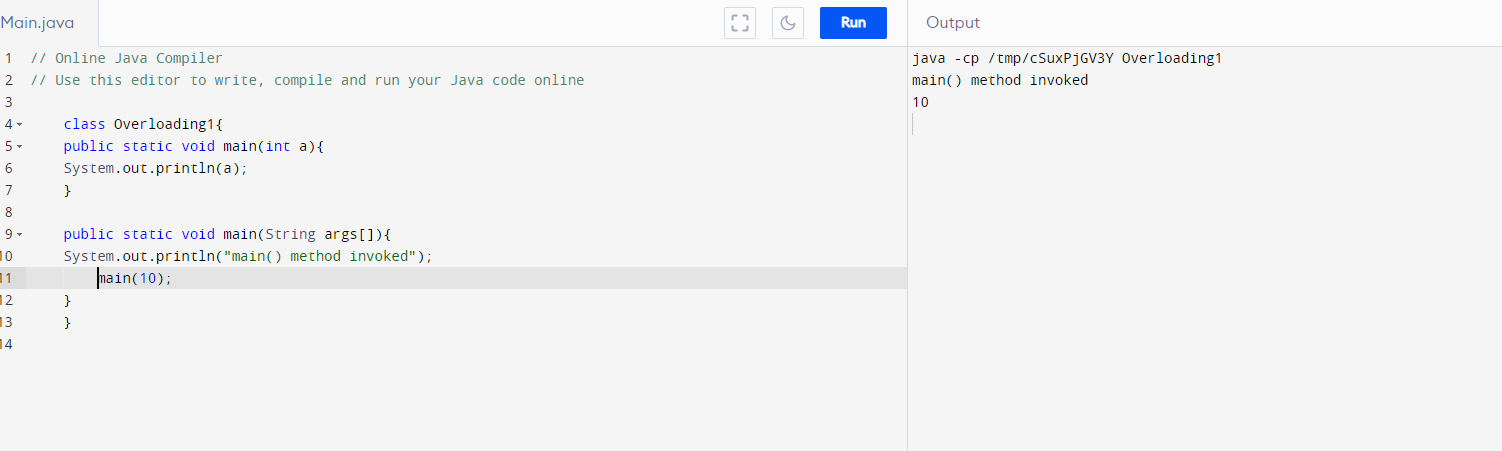 Main.java
Run
Output
1 // Online Java Compiler
2 // Use this editor to write, compile and run your Java code online
3
4 class Overloading1{
5 public static void main(int a){
6 System.out.println(a);
7 }
8
9 public static void main(String args[]){
10 System.out.println("main() method invoked");
11 main(10);
12 }
13 }
14
java -cp /tmp/cSuxPjGV3Y Overloading1
main() method invoked
10